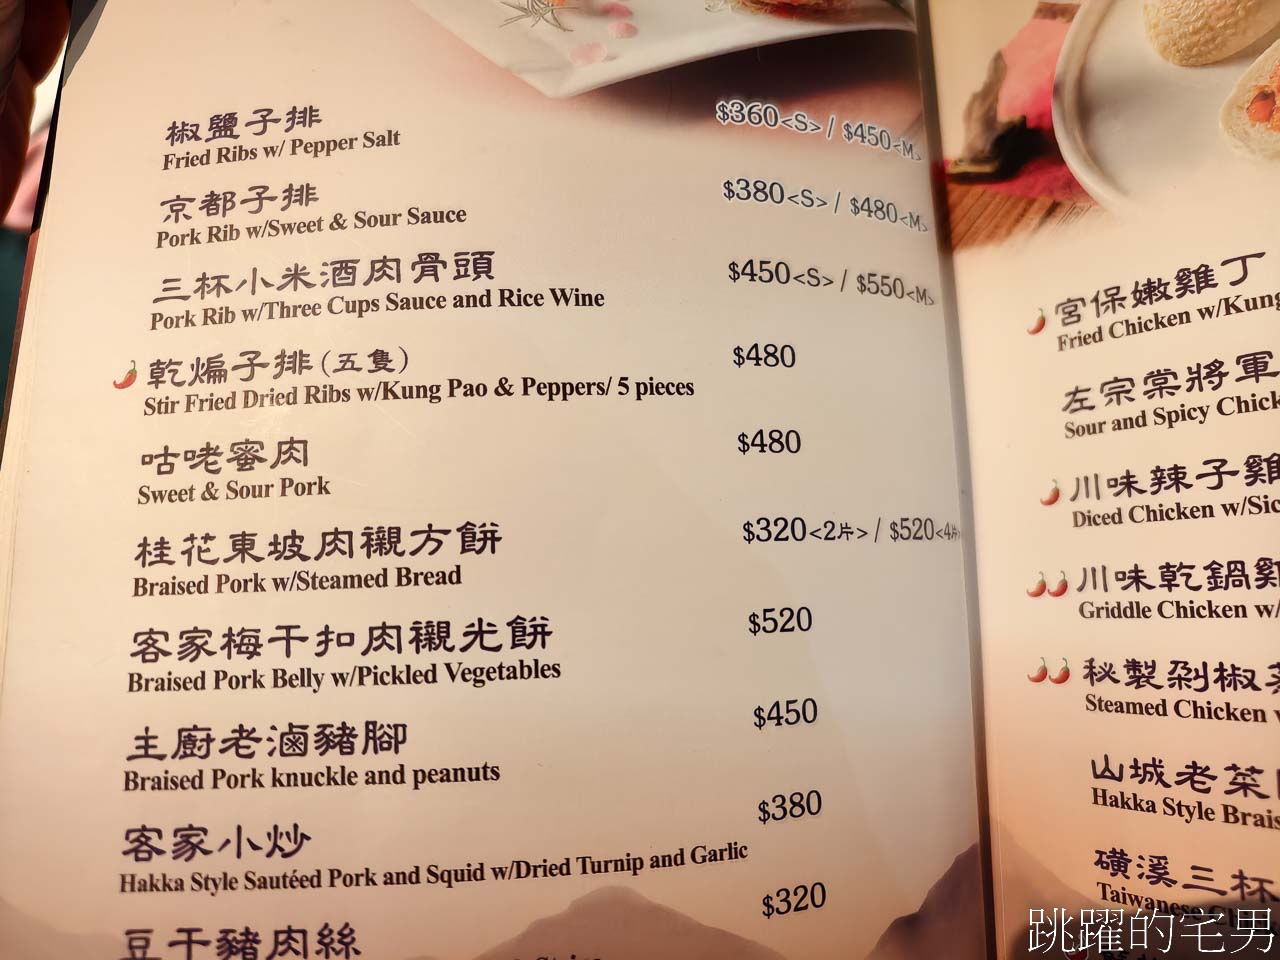 椒鹽子排
$360<S> / $450<M>
Fried Ribs w/ Pepper Salt
京都子排
$380<S> / $480<M>
Pork Rib w/Sweet & Sour Sauce
三杯小米酒肉骨頭
$450<S> / $550<M>
Pork Rib w/Three Cups Sauce and Rice Wine
乾煸子排(五隻)
$480
Stir Fried Dried Ribs w/Kung Pao & Peppers/ 5 pieces
咕咾蜜肉
$480
Sweet & Sour Pork
桂花東坡肉襯方餅
$320<2片> / $520<4片
Braised Pork w/Steamed Bread
客家梅干扣肉襯光餅
$520
Braised Pork Belly w/Pickled Vegetables
主廚老滷豬腳
$450
Braised Pork knuckle and peanuts
客家小炒
$380
Hakka Style Sautéed Pork and Squid w/Dried Turnip and Garlic
豆干豬肉絲
$320
宮保嫩雞丁
Fried Chicken w/Kung
左宗棠將軍
Sour and Spicy Chick
川味辣子雞
Diced Chicken w/Sic
川味乾鍋雞
Griddle Chicken w/
秘製剁椒蒸
Steamed Chicken
山城老菜
Hakka Style Brais
磺溪三杯
Taiwanese
跳躍的宅男